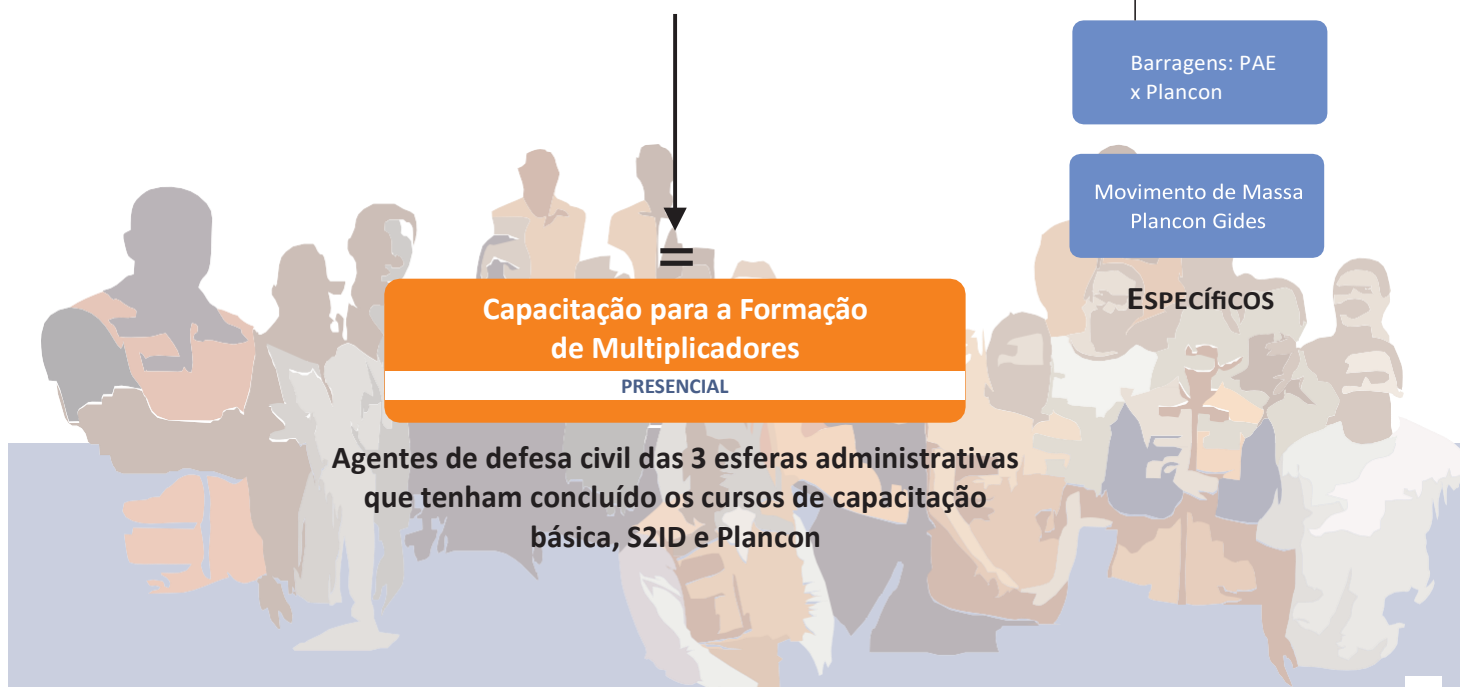 Barragens: PAE
x Plancon
Movimento de Massa
Plancon Gides
ESPECÍfiCOS
=
Capacitação para a Formação
de Multiplicadores
PRESENCIAL
Agentes de defesa civil das 3 esferas administrativas
que tenham concluído os cursos de capacitação
básica, S2ID e Plancon